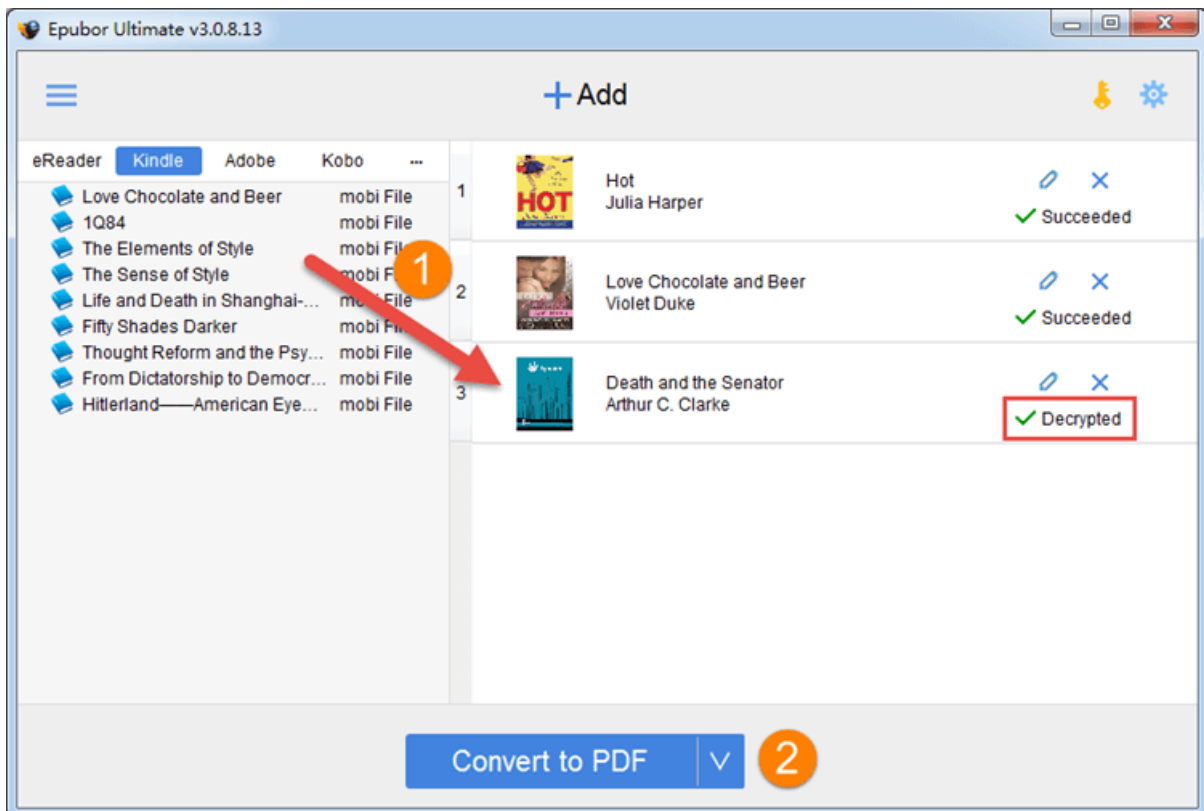 Epubor Ultimate v3.0.8.13
+ Add
eReader Kindle Adobe Kobo ...
Love Chocolate and Beer mobi File
1Q84 mobi File
The Elements of Style mobi
The Sense of Style mobi
Life and Death in Shanghai-... File
Fifty Shades Darker mobi
Thought Reform and the Psy... mobi File
From Dictatorship to Democr... mobi File
Hitlerland——American Eye... mobi File
1
1
HOT
Hot
Julia Harper
Succeeded
2
Love Chocolate and Beer
Violet Duke
Succeeded
3
Death and the Senator
Arthur C. Clarke
Decrypted
Convert to PDF
2